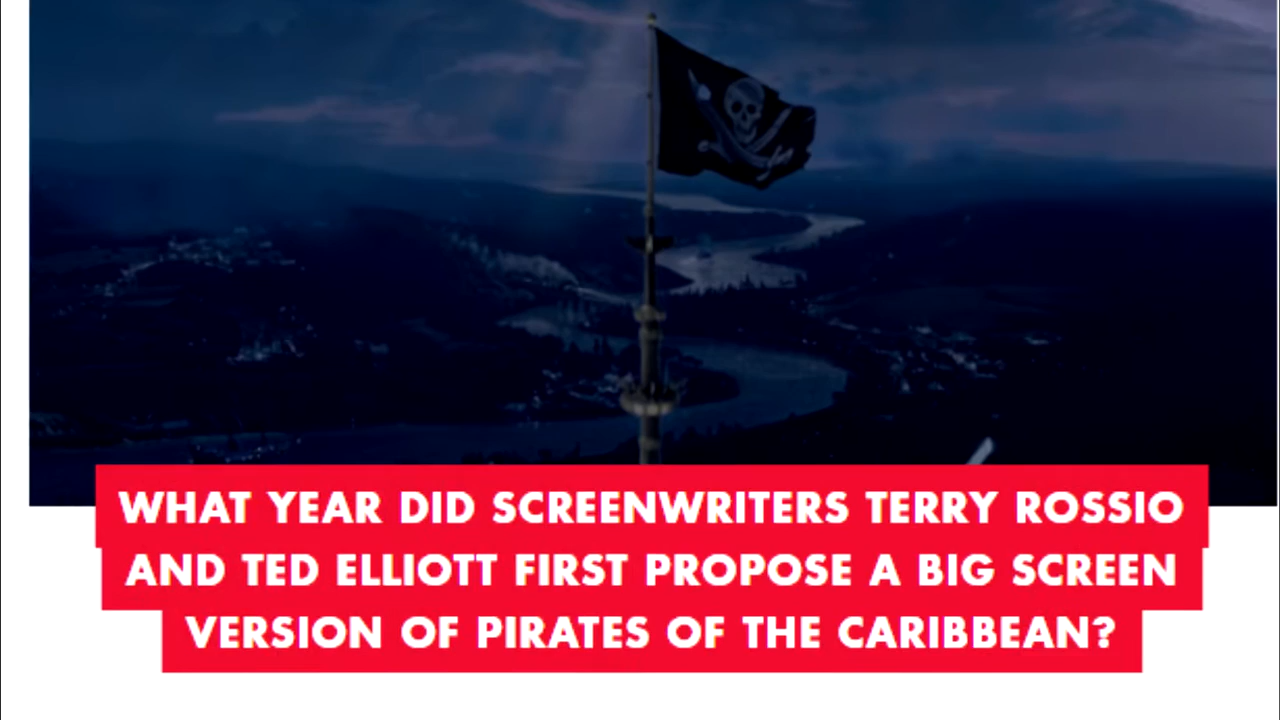 WHAT YEAR DID SCREENWRITERS TERRY ROSSIO
AND TED ELLIOTT FIRST PROPOSE A BIG SCREEN
VERSION OF PIRATES OF THE CARIBBEAN?